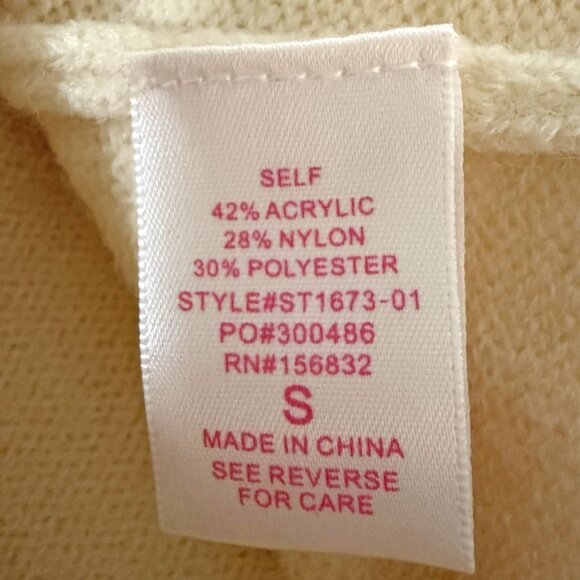 SELF
42% ACRYLIC
28% NYLON
30% POLYESTER
STYLE#ST1673-01
PO#300486
RN#156832
S
MADE IN CHINA
SEE REVERSE
FOR CARE